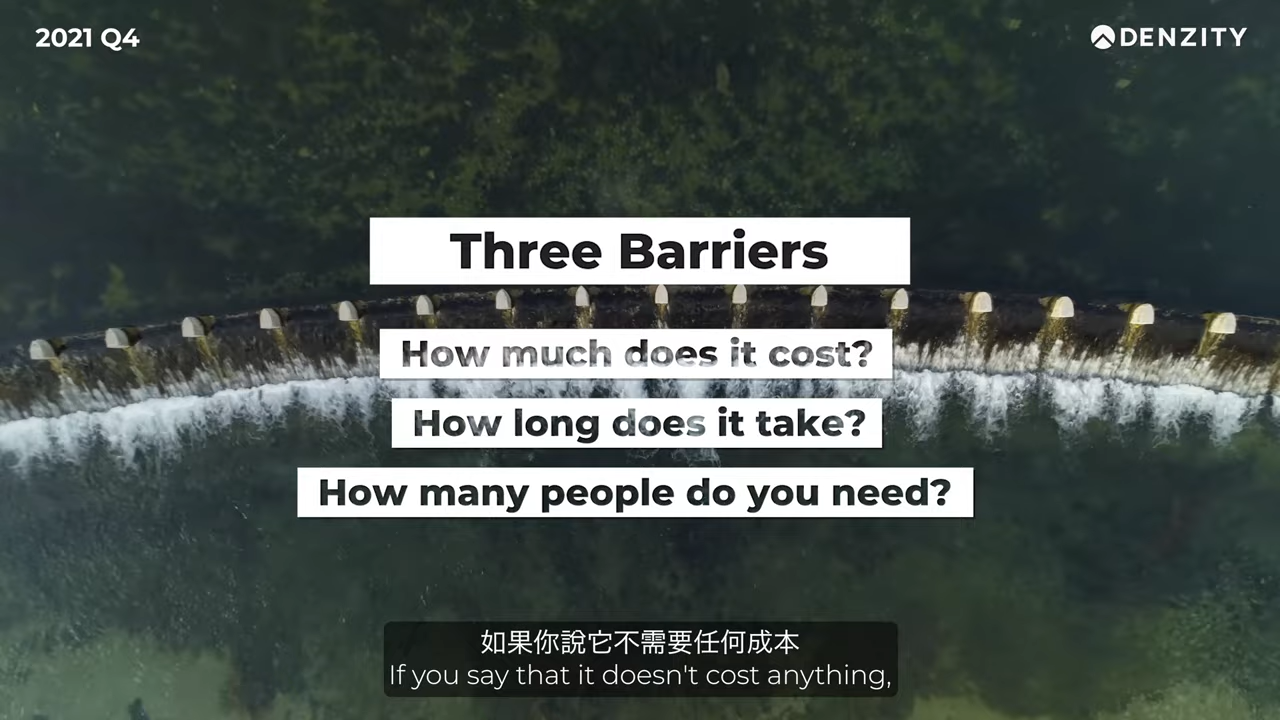 2021 Q4
DENZITY
Three Barriers
How much does it cost?
How long does it take?
How many people do you need?
如果你說它不需要任何成本
If you say that it doesn't cost anything,